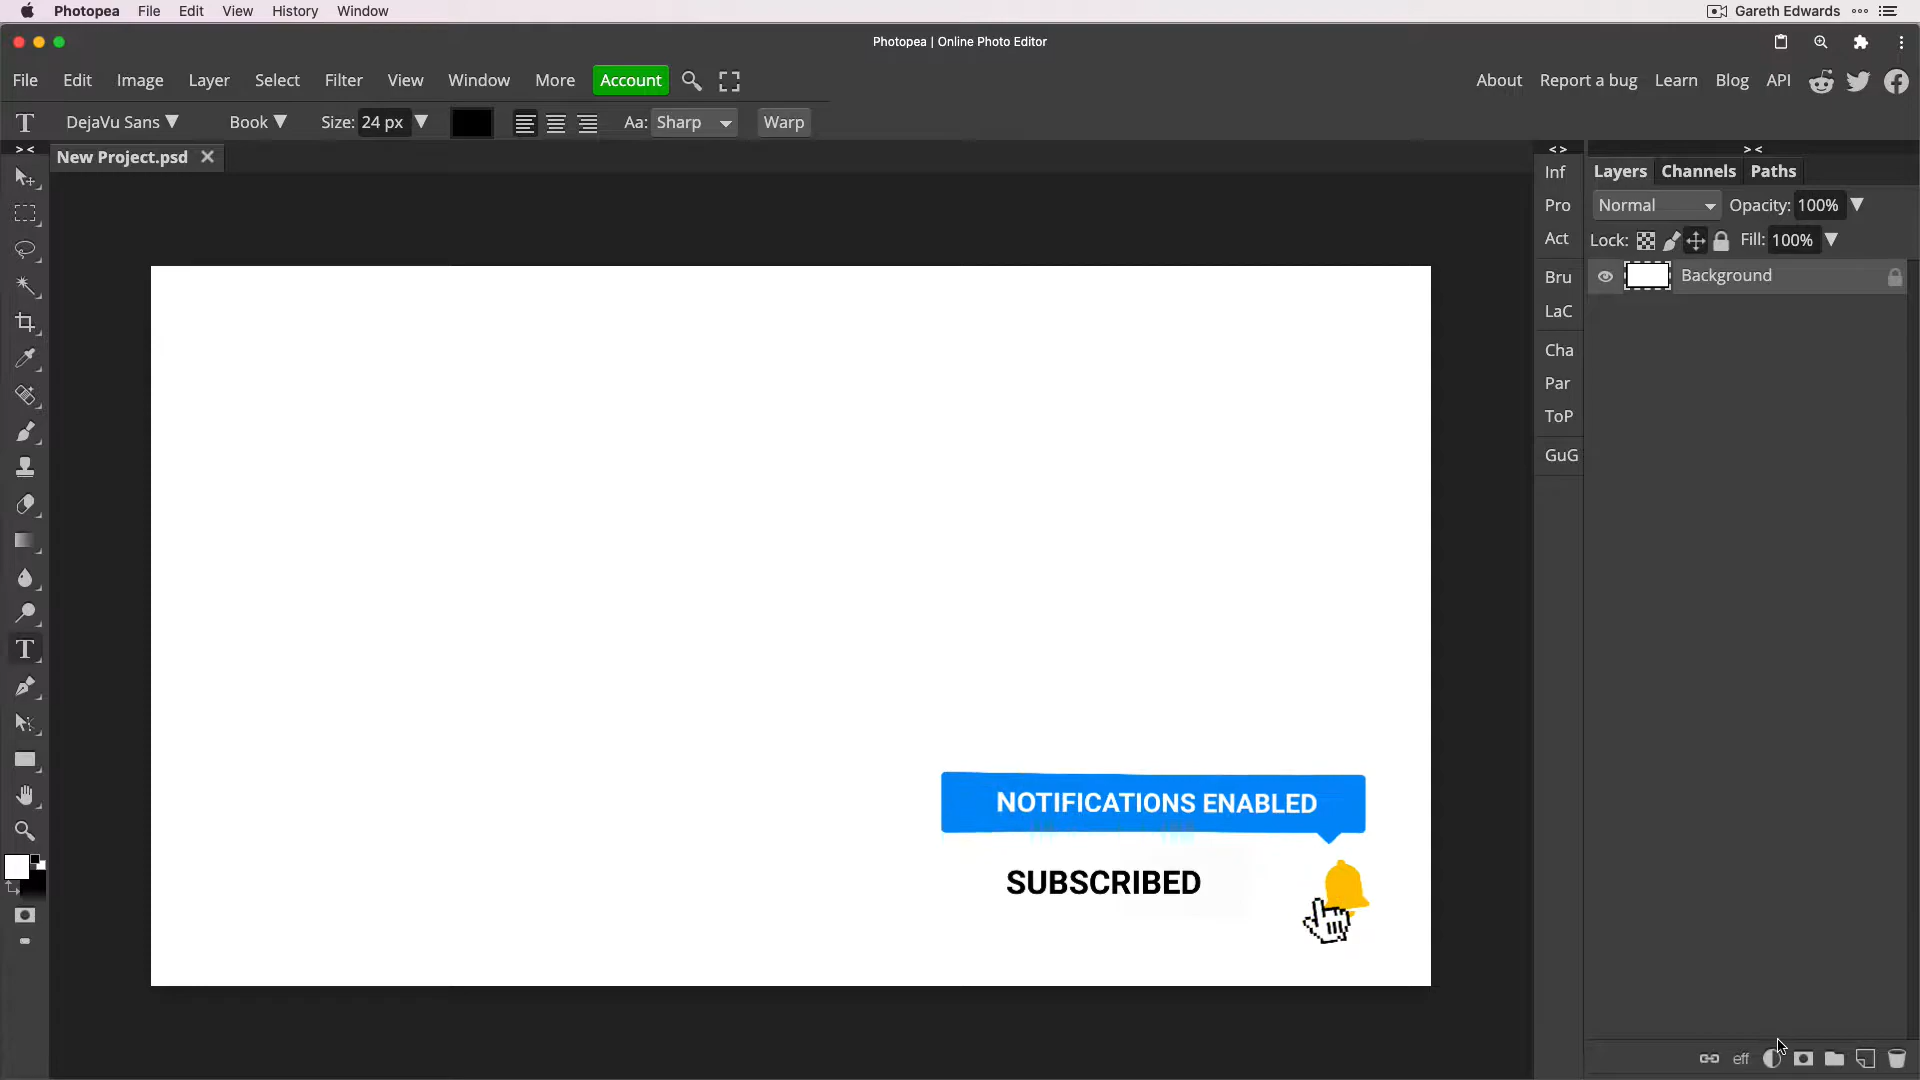 Photopea File Edit View History Window Gareth Edwards
Photopea | Online Photo Editor
File Edit Image Layer Select Filter View Window More Account About Report a bug Learn Blog API
T DejaVu Sans Book Size: 24 px Aa: Sharp Warp
New Project.psd
Inf
Pro
Act
Bru
LaC
Cha
Par
ToP
GuG
Layers Channels Paths
Normal Opacity: 100%
Lock: Fill: 100%
Background
NOTIFICATIONS ENABLED
SUBSCRIBED
eff